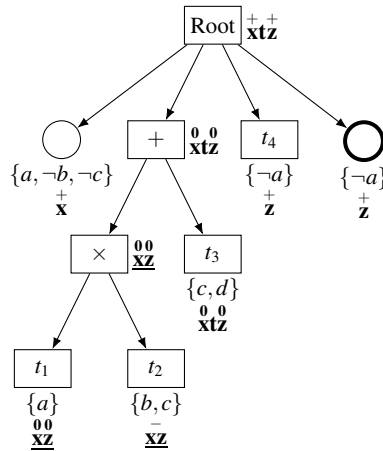 Root + +
xtz
{a, ¬b, ¬c}
+
x
+ 0 0
xtz
t4
{¬a}
+
z
{¬a}
+
z
× 0 0
xz
t3
{c, d}
0 0
xtz
t1
{a}
0 0
xz
t2
{b, c}
-
xz